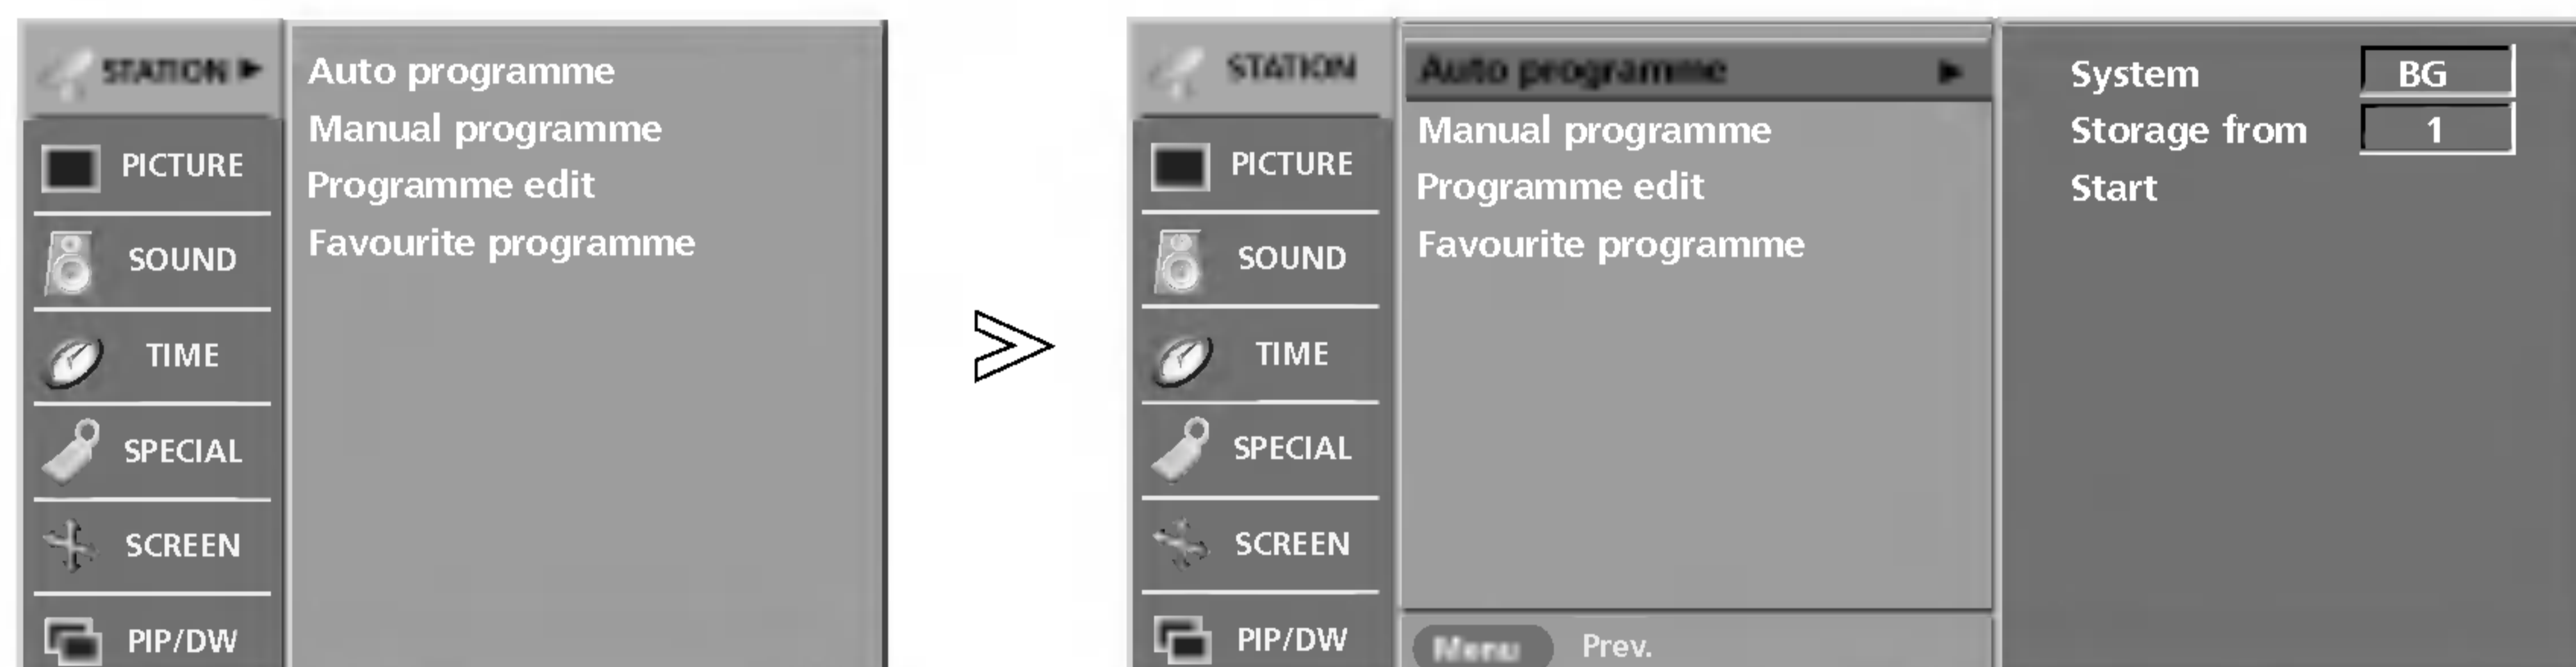 STATION ▶
Auto programme
Manual programme
Programme edit
Favourite programme
PICTURE
SOUND
TIME
SPECIAL
SCREEN
PIP/DW
STATION
PICTURE
SOUND
TIME
SPECIAL
SCREEN
PIP/DW
Auto programme ▶
Manual programme
Programme edit
Favourite programme
Menu Prev.
System BG
Storage from 1
Start